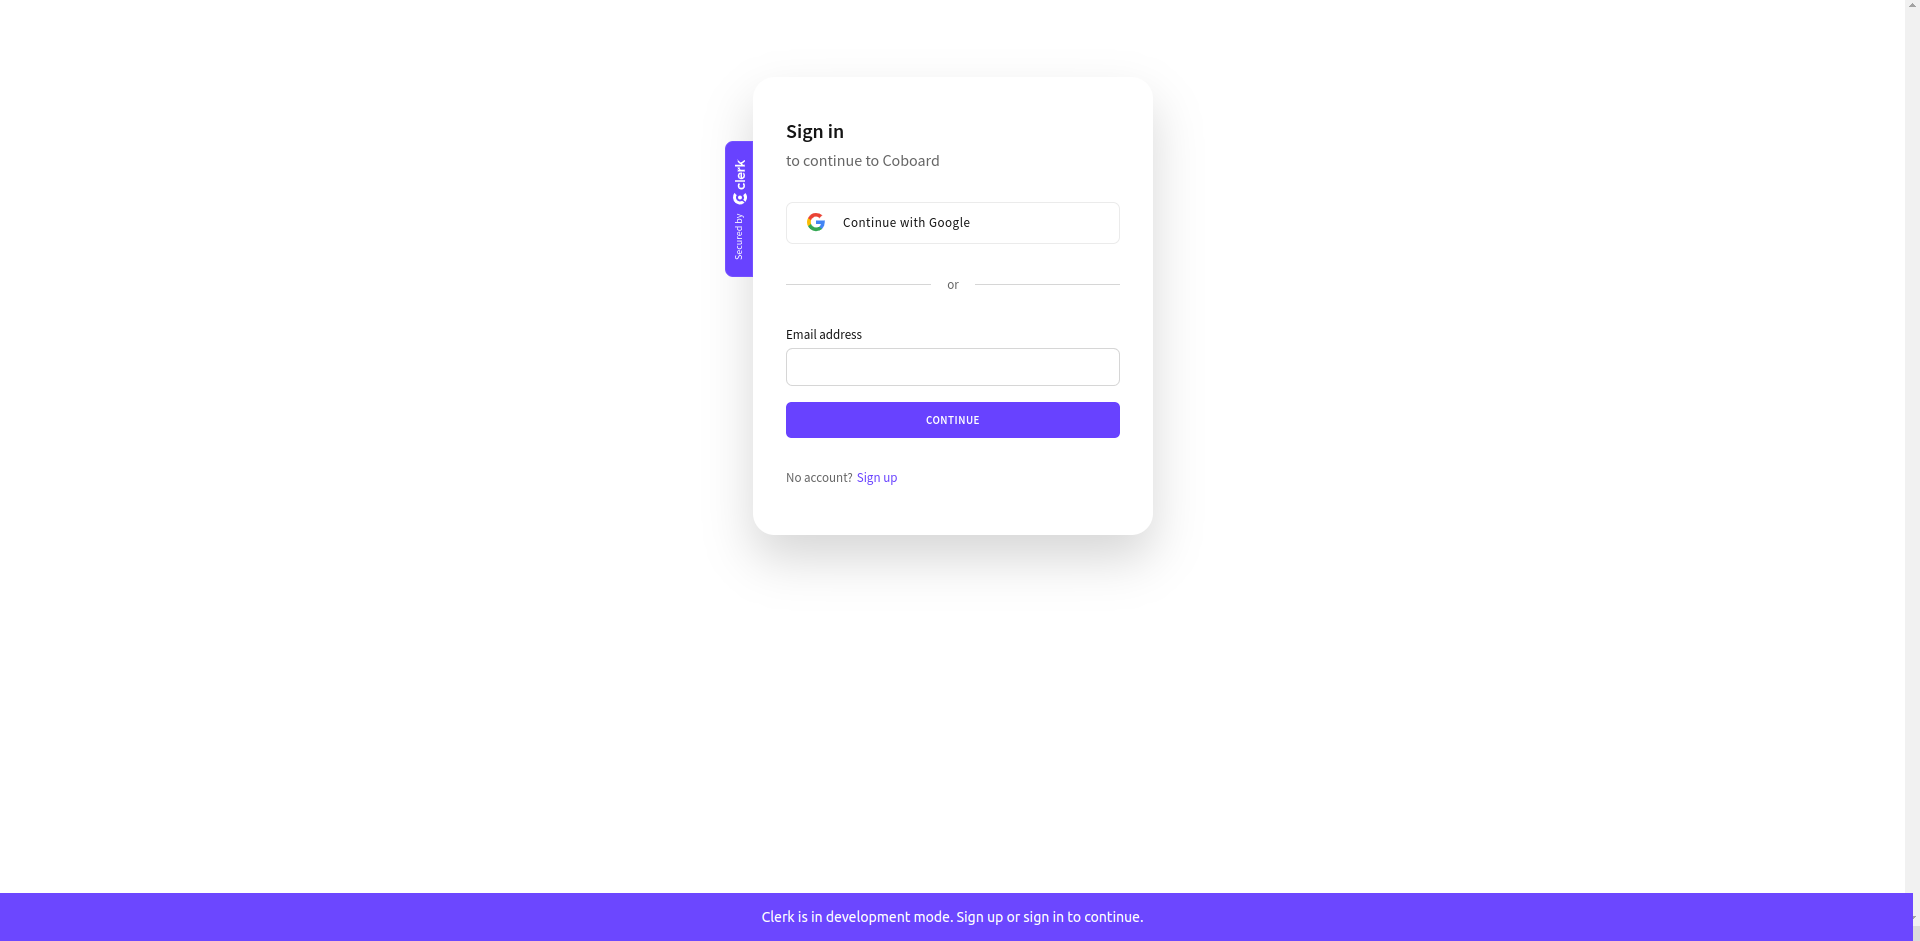 Sign in
to continue to Coboard
Secured by clerk
Continue with Google
or
Email address
CONTINUE
No account? Sign up
Clerk is in development mode. Sign up or sign in to continue.